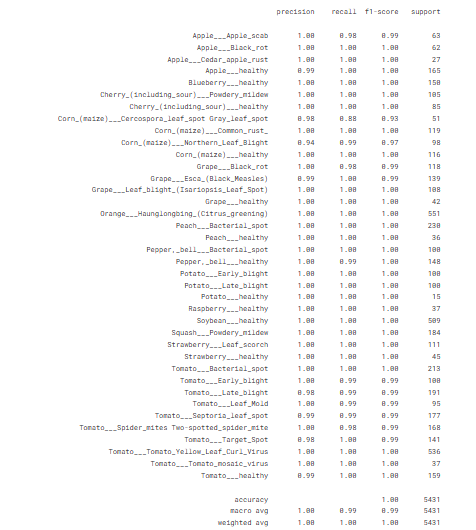 precision recall f1-score support
Apple___Apple_scab 1.00 0.98 0.99 63
Apple___Black_rot 1.00 1.00 1.00 62
Apple___Cedar_apple_rust 1.00 1.00 1.00 27
Apple___healthy 0.99 1.00 1.00 165
Blueberry___healthy 1.00 1.00 1.00 150
Cherry_(including_sour)___Powdery_mildew 1.00 1.00 1.00 105
Cherry_(including_sour)___healthy 1.00 1.00 1.00 85
Corn_(maize)___Cercospora_leaf_spot Gray_leaf_spot 0.98 0.88 0.93 51
Corn_(maize)___Common_rust_ 1.00 1.00 1.00 119
Corn_(maize)___Northern_Leaf_Blight 0.94 0.99 0.97 98
Corn_(maize)___healthy 1.00 1.00 1.00 116
Grape___Black_rot 1.00 0.98 0.99 118
Grape___Esca_(Black_Measles) 0.99 1.00 0.99 139
Grape___Leaf_blight_(Isariopsis_Leaf_Spot) 1.00 1.00 1.00 108
Grape___healthy 1.00 1.00 1.00 42
Orange___Haunglongbing_(Citrus_greening) 1.00 1.00 1.00 551
Peach___Bacterial_spot 1.00 1.00 1.00 230
Peach___healthy 1.00 1.00 1.00 36
Pepper,_bell___Bacterial_spot 1.00 1.00 1.00 100
Pepper,_bell___healthy 1.00 0.99 1.00 148
Potato___Early_blight 1.00 1.00 1.00 100
Potato___Late_blight 1.00 1.00 1.00 100
Potato___healthy 1.00 1.00 1.00 15
Raspberry___healthy 1.00 1.00 1.00 37
Soybean___healthy 1.00 1.00 1.00 509
Squash___Powdery_mildew 1.00 1.00 1.00 184
Strawberry___Leaf_scorch 1.00 1.00 1.00 111
Strawberry___healthy 1.00 1.00 1.00 45
Tomato___Bacterial_spot 1.00 1.00 1.00 213
Tomato___Early_blight 1.00 0.99 0.99 100
Tomato___Late_blight 0.98 0.99 0.99 191
Tomato___Leaf_Mold 1.00 0.99 0.99 95
Tomato___Septoria_leaf_spot 0.99 0.99 0.99 177
Tomato___Spider_mites Two-spotted_spider_mite 1.00 0.98 0.99 168
Tomato___Target_Spot 0.98 1.00 0.99 141
Tomato___Tomato_Yellow_Leaf_Curl_Virus 1.00 1.00 1.00 536
Tomato___Tomato_mosaic_virus 1.00 1.00 1.00 37
Tomato___healthy 0.99 1.00 1.00 159
accuracy 1.00 5431
macro avg 1.00 0.99 0.99 5431
weighted avg 1.00 1.00 1.00 5431